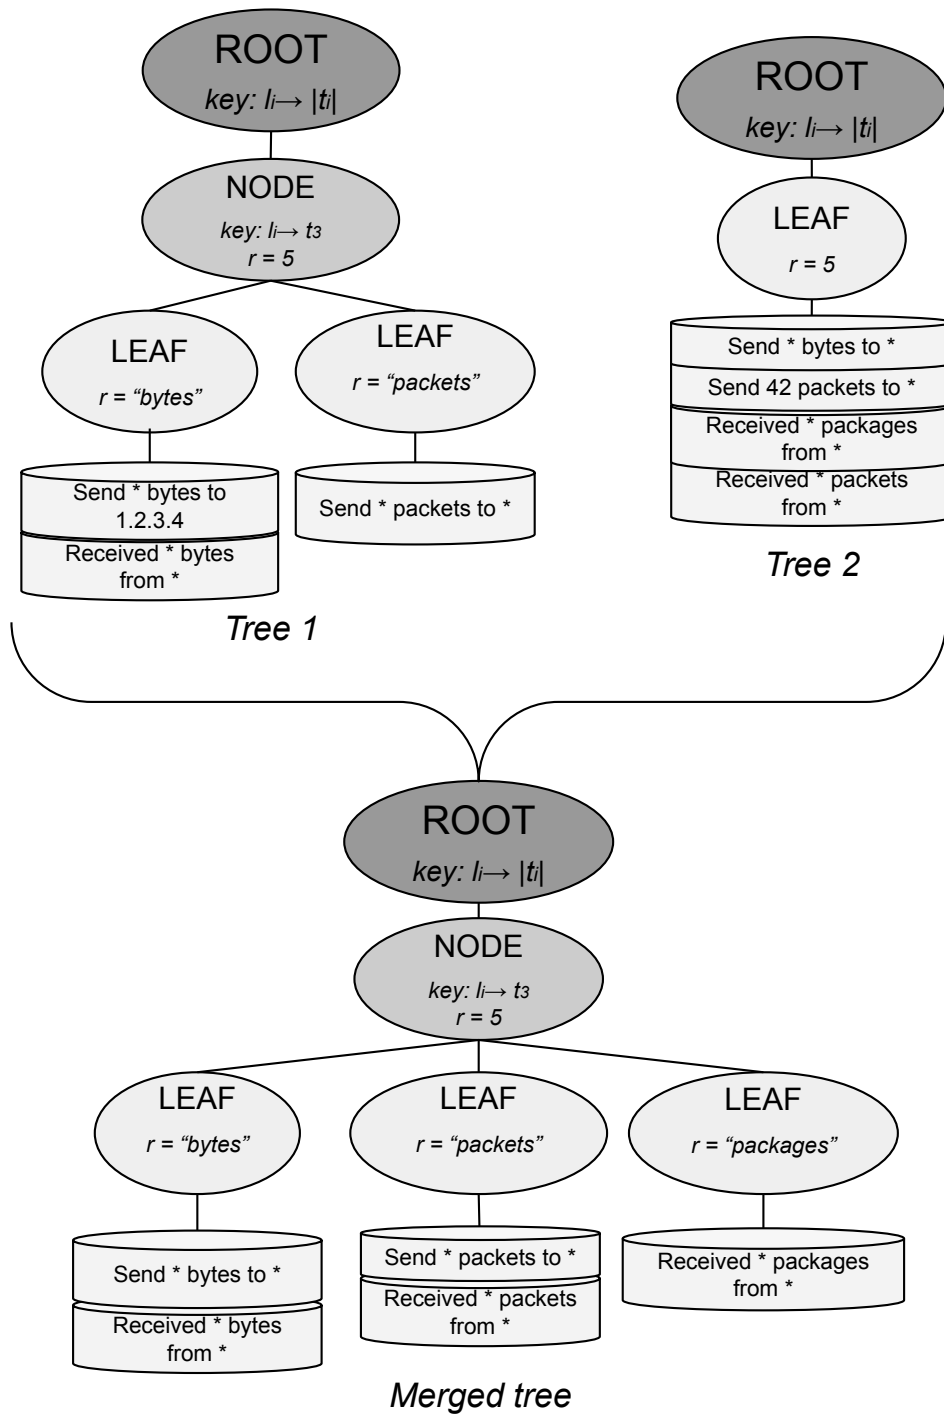 ROOT
key: li→ |ti|
NODE
key: li→ t3
r = 5
LEAF
r = “bytes”
LEAF
r = “packets”
Send * bytes to
1.2.3.4
Received * bytes
from *
Send * packets to *
Tree 1
ROOT
key: li→ |ti|
LEAF
r = 5
Send * bytes to *
Send 42 packets to *
Received * packages
from *
Received * packets
from *
Tree 2
ROOT
key: li→ |ti|
NODE
key: li→ t3
r = 5
LEAF
r = “bytes”
LEAF
r = “packets”
LEAF
r = “packages”
Send * bytes to *
Received * bytes
from *
Send * packets to *
Received * packets
from *
Received * packages
from *
Merged tree